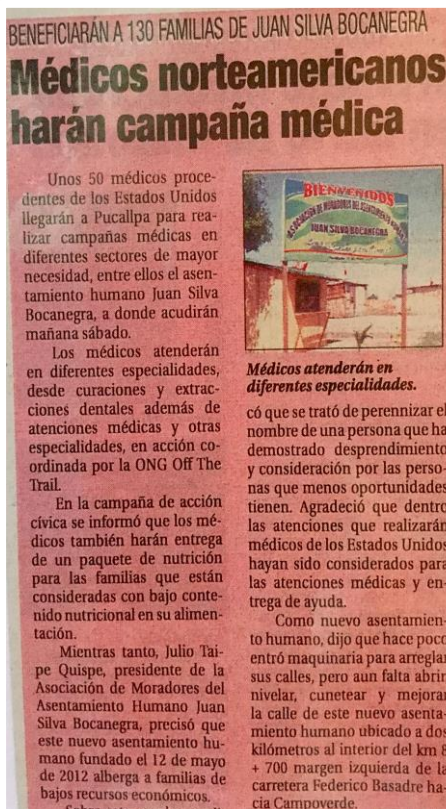 BENEFICIARÁN A 130 FAMILIAS DE JUAN SILVA BOCANEGRA
Médicos norteamericanos
harán campaña médica
Unos 50 médicos proce-
dentes de los Estados Unidos
llegarán a Pucallpa para rea-
lizar campañas médicas en
diferentes sectores de mayor
necesidad, entre ellos el asen-
tamiento humano Juan Silva
Bocanegra, a donde acudirán
mañana sábado.
Los médicos atenderán
en diferentes especialidades,
desde curaciones y extrac-
ciones dentales además de
atenciones médicas y otras
especialidades, en acción co-
ordinada por la ONG Off The
Trail.
En la campaña de acción
cívica se informó que los mé-
dicos también harán entrega
de un paquete de nutrición
para las familias que están
consideradas con bajo conte-
nido nutricional en su alimen-
tación.
Mientras tanto, Julio Tai-
pe Quispe, presidente de la
Asociación de Moradores del
Asentamiento Humano Juan
Silva Bocanegra, precisó que
este nuevo asentamiento hu-
mano fundado el 12 de mayo
de 2012 alberga a familias de
bajos recursos económicos.
BIENVENIDOS
ASOCIACION DE MORADORES DEL ASENTAMIENTO HUMANO
JUAN SILVA BOCANEGRA
Médicos atenderán en
diferentes especialidades.
có que se trató de perennizar el
nombre de una persona que ha
demostrado desprendimiento
y consideración por las perso-
nas que menos oportunidades
tienen. Agradeció que dentro
las atenciones que realizarán
médicos de los Estados Unidos
hayan sido considerados para
las atenciones médicas y en-
trega de ayuda.
Como nuevo asentamien-
to humano, dijo que hace poco
entró maquinaria para arreglar
sus calles, pero aun falta abrir
nivelar, cunetear y mejorar
la calle de este nuevo asenta-
miento humano ubicado a dos
kilómetros al interior del km 8
+ 700 margen izquierda de la
carretera Federico Basadre ha
cia Campoverde.